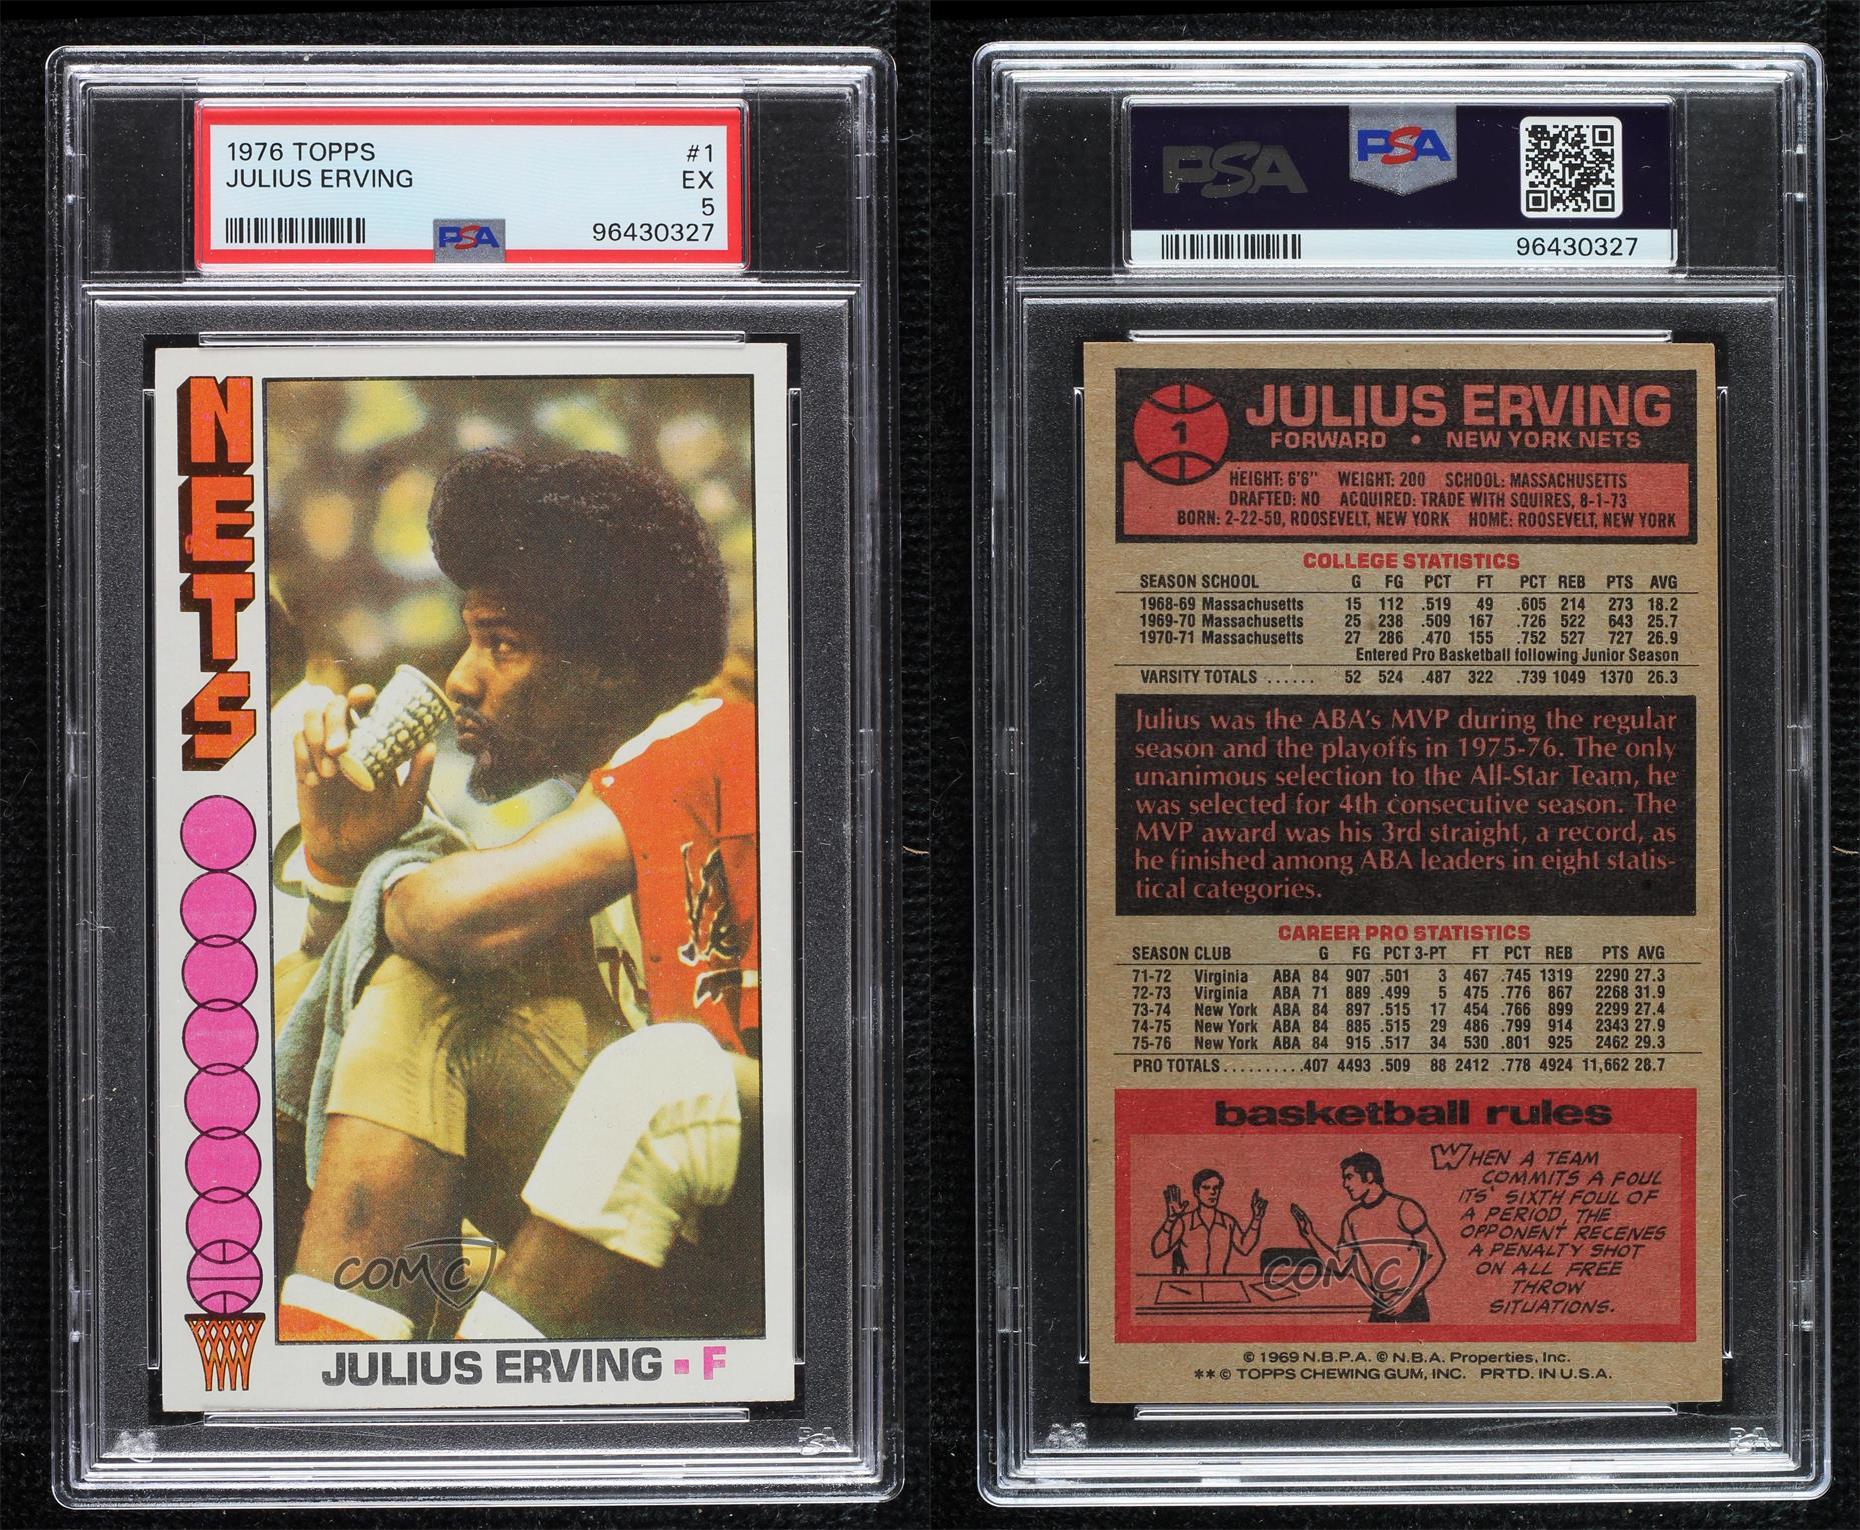 1976 TOPPS #1
JULIUS ERVING EX
5
PSA 96430327
NETS
COMC
JULIUS ERVING ▪ F
PSA PSA
96430327
1
JULIUS ERVING
FORWARD • NEW YORK NETS
HEIGHT: 6'6" WEIGHT: 200 SCHOOL: MASSACHUSETTS
DRAFTED: NO ACQUIRED: TRADE WITH SQUIRES, 8-1-73
BORN: 2-22-50, ROOSEVELT, NEW YORK HOME: ROOSEVELT, NEW YORK
COLLEGE STATISTICS
SEASON SCHOOL G FG PCT FT PCT REB PTS AVG
1968-69 Massachusetts 15 112 .519 49 .605 214 273 18.2
1969-70 Massachusetts 25 238 .509 167 .726 522 643 25.7
1970-71 Massachusetts 27 286 .470 155 .752 527 727 26.9
Entered Pro Basketball following Junior Season
VARSITY TOTALS ...... 52 524 .487 322 .739 1049 1370 26.3
Julius was the ABA's MVP during the regular
season and the playoffs in 1975-76. The only
unanimous selection to the All-Star Team, he
was selected for 4th consecutive season. The
MVP award was his 3rd straight, a record, as
he finished among ABA leaders in eight statis-
tical categories.
CAREER PRO STATISTICS
SEASON CLUB G FG PCT 3-PT FT PCT REB PTS AVG
71-72 Virginia ABA 84 907 .501 3 467 .745 1319 2290 27.3
72-73 Virginia ABA 71 889 .499 5 475 .776 867 2268 31.9
73-74 New York ABA 84 897 .515 17 454 .766 899 2299 27.4
74-75 New York ABA 84 885 .515 29 486 .799 914 2343 27.9
75-76 New York ABA 84 915 .517 34 530 .801 925 2462 29.3
PRO TOTALS..........407 4493 .509 88 2412 .778 4924 11,662 28.7
basketball rules
WHEN A TEAM
COMMITS A FOUL
ITS' SIXTH FOUL OF
A PERIOD, THE
OPPONENT RECEIVES
A PENALTY SHOT
ON ALL FREE
THROW
SITUATIONS.
COMC
© 1969 N.B.P.A. © N.B.A. Properties, Inc.
** © TOPPS CHEWING GUM, INC. PRTD. IN U.S.A.
PSA